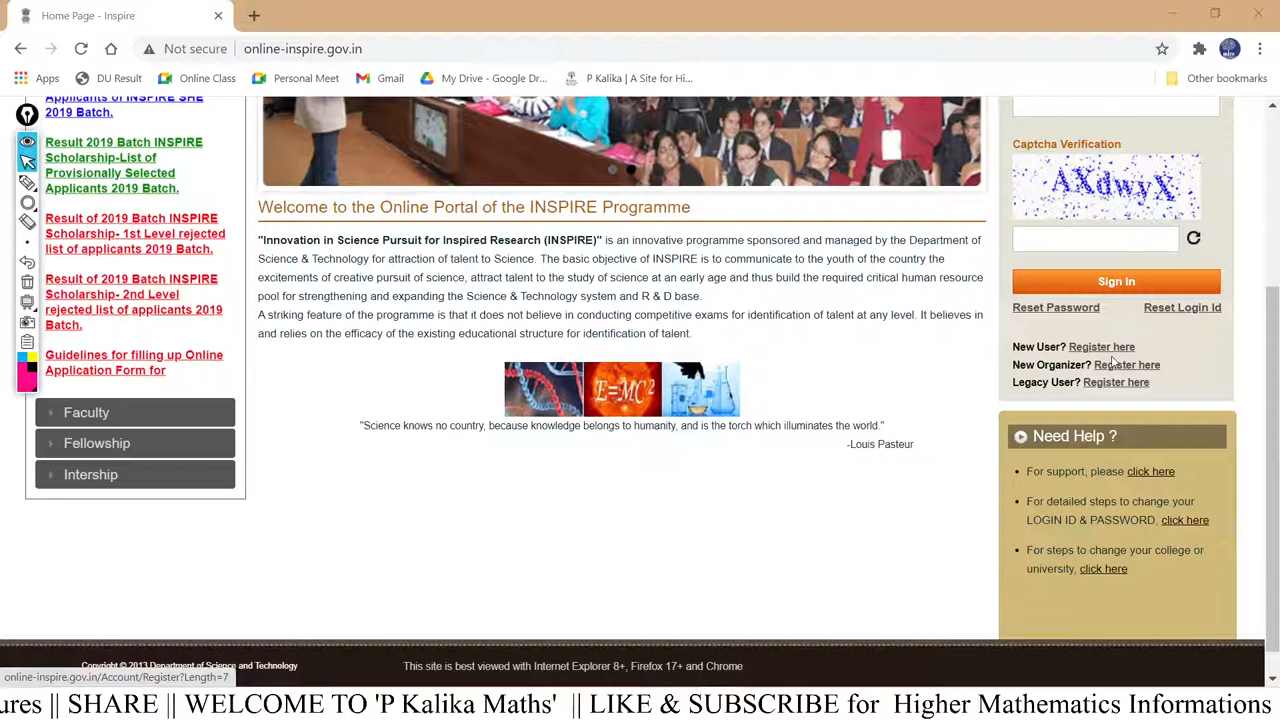 Home Page - Inspire
Not secure
online-inspire.gov.in
Apps
DU Result
Online Class
Personal Meet
Gmail
My Drive - Google Dr...
P Kalika | A Site for Hi...
Other bookmarks
Applicants of INSPIRE SHE
2019 Batch.
Result 2019 Batch INSPIRE
Scholarship-List of
Provisionally Selected
Applicants 2019 Batch.
Result of 2019 Batch INSPIRE
Scholarship- 1st Level rejected
list of applicants 2019 Batch.
Result of 2019 Batch INSPIRE
Scholarship- 2nd Level
rejected list of applicants 2019
Batch.
Guidelines for filling up Online
Application Form for
Faculty
Fellowship
Intership
Welcome to the Online Portal of the INSPIRE Programme
"Innovation in Science Pursuit for Inspired Research (INSPIRE)" is an innovative programme sponsored and managed by the Department of
Science & Technology for attraction of talent to Science. The basic objective of INSPIRE is to communicate to the youth of the country the
excitements of creative pursuit of science, attract talent to the study of science at an early age and thus build the required critical human resource
pool for strengthening and expanding the Science & Technology system and R & D base.
A striking feature of the programme is that it does not believe in conducting competitive exams for identification of talent at any level. It believes in
and relies on the efficacy of the existing educational structure for identification of talent.
E=MC2
"Science knows no country, because knowledge belongs to humanity, and is the torch which illuminates the world."
-Louis Pasteur
Captcha Verification
AXdwyX
Sign In
Reset Password
Reset Login Id
New User? Register here
New Organizer? Register here
Legacy User? Register here
Need Help ?
For support, please click here
For detailed steps to change your
LOGIN ID & PASSWORD, click here
For steps to change your college or
university, click here
Copyright © 2013 Department of Science and Technology
This site is best viewed with Internet Explorer 8+, Firefox 17+ and Chrome
online-inspire.gov.in/Account/Register?Length=7
ures || SHARE || WELCOME TO 'P Kalika Maths' || LIKE & SUBSCRIBE for Higher Mathematics Informations